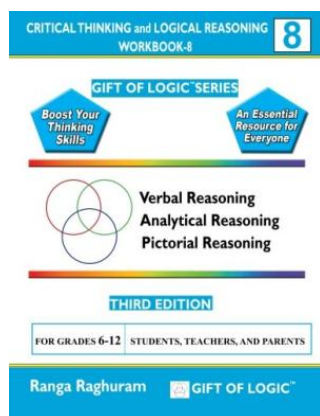 CRITICAL THINKING and LOGICAL REASONING
WORKBOOK-8
8
GIFT OF LOGIC™SERIES
Boost Your
Thinking
Skills
An Essential
Resource for
Everyone
Verbal Reasoning
Analytical Reasoning
Pictorial Reasoning
THIRD EDITION
FOR GRADES 6-12 STUDENTS, TEACHERS, AND PARENTS
Ranga Raghuram GIFT OF LOGIC™